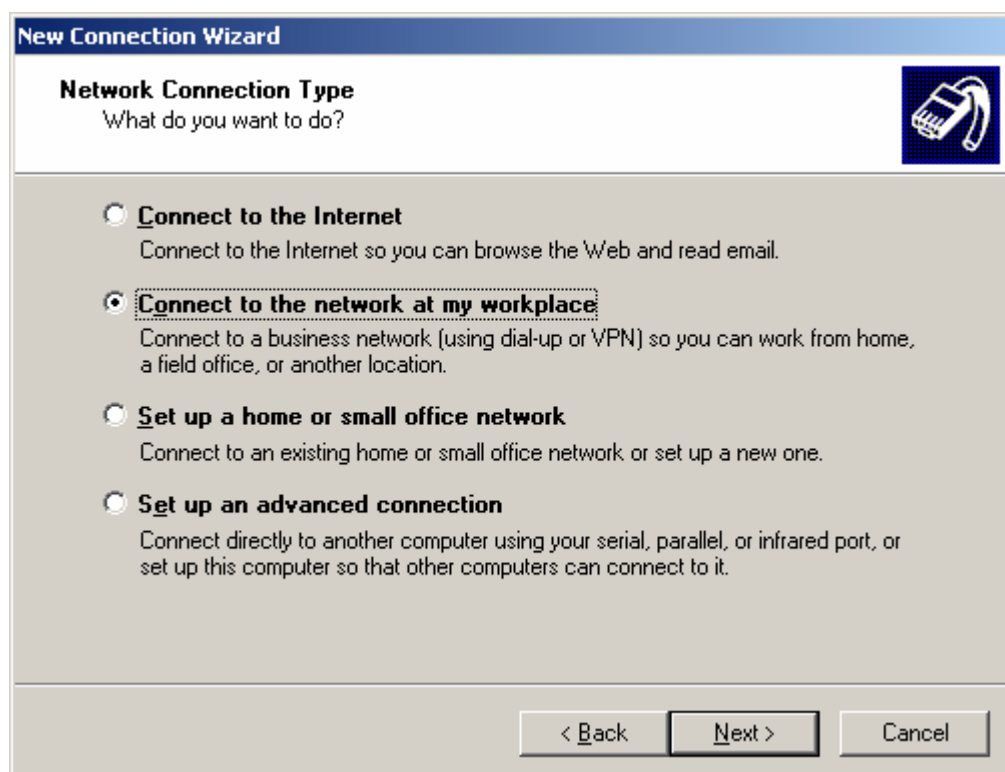 New Connection Wizard
Network Connection Type
What do you want to do?
Connect to the Internet
Connect to the Internet so you can browse the Web and read email.
Connect to the network at my workplace
Connect to a business network (using dial-up or VPN) so you can work from home,
a field office, or another location.
Set up a home or small office network
Connect to an existing home or small office network or set up a new one.
Set up an advanced connection
Connect directly to another computer using your serial, parallel, or infrared port, or
set up this computer so that other computers can connect to it.
< Back Next > Cancel